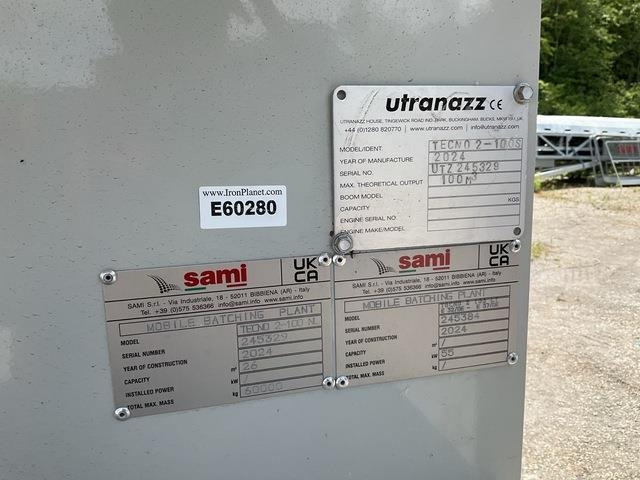 utranazz CE
UTRANAZZ HOUSE, TINGEWICK ROAD IND. PARK, BUCKINGHAM, BUCKS,
+44 (0)1280 820770 | www.utranazz.com | info@utranazz.com
MODEL/IDENT TECNO 2-100S
YEAR OF MANUFACTURE 2024
SERIAL NO. UTZ 245329
MAX. THEORETICAL OUTPUT 100m³
BOOM MODEL
CAPACITY KGS
ENGINE SERIAL NO.
ENGINE MAKE/MODEL
www.IronPlanet.com
E60280
sami UK CA
SAMi S.r.l. - Via Industriale, 18 - 52011 BIBBIENA (AR) - Italy
Tel. +39 (0)575 536366 info@sami.info www.sami.info
MOBILE BATCHING PLANT
MODEL TECNO 2-100 NL
SERIAL NUMBER 245329
YEAR OF CONSTRUCTION 2024
CAPACITY m³ 26
INSTALLED POWER kW
TOTAL MAX. MASS kg 60000
sami UK CA
SAMi S.r.l. - Via Industriale, 18 - 52011 BIBBIENA (AR) - Italy
Tel. +39 (0)575 536366 info@sami.info www.sami.info
MOBILE BATCHING PLANT
MODEL
SERIAL NUMBER 245384
YEAR OF CONSTRUCTION 2024
CAPACITY m³ /
INSTALLED POWER kW 55
TOTAL MAX. MASS kg /